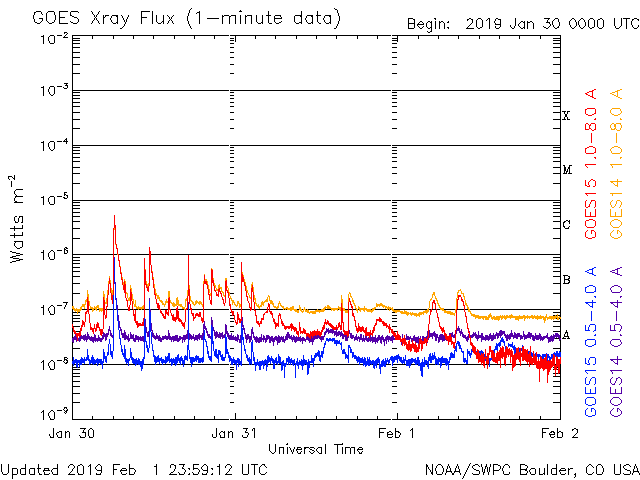 GOES Xray Flux (1-minute data)
Begin: 2019 Jan 30 0000 UTC
10-2
10-3
10-4
10-5
10-6
10-7
10-8
10-9
Watts m-2
X
M
C
B
A
GOES15 1.0-8.0 A
GOES14 1.0-8.0 A
GOES15 0.5-4.0 A
GOES14 0.5-4.0 A
Jan 30
Jan 31
Feb 1
Feb 2
Universal Time
Updated 2019 Feb 1 23:59:12 UTC
NOAA/SWPC Boulder, CO USA